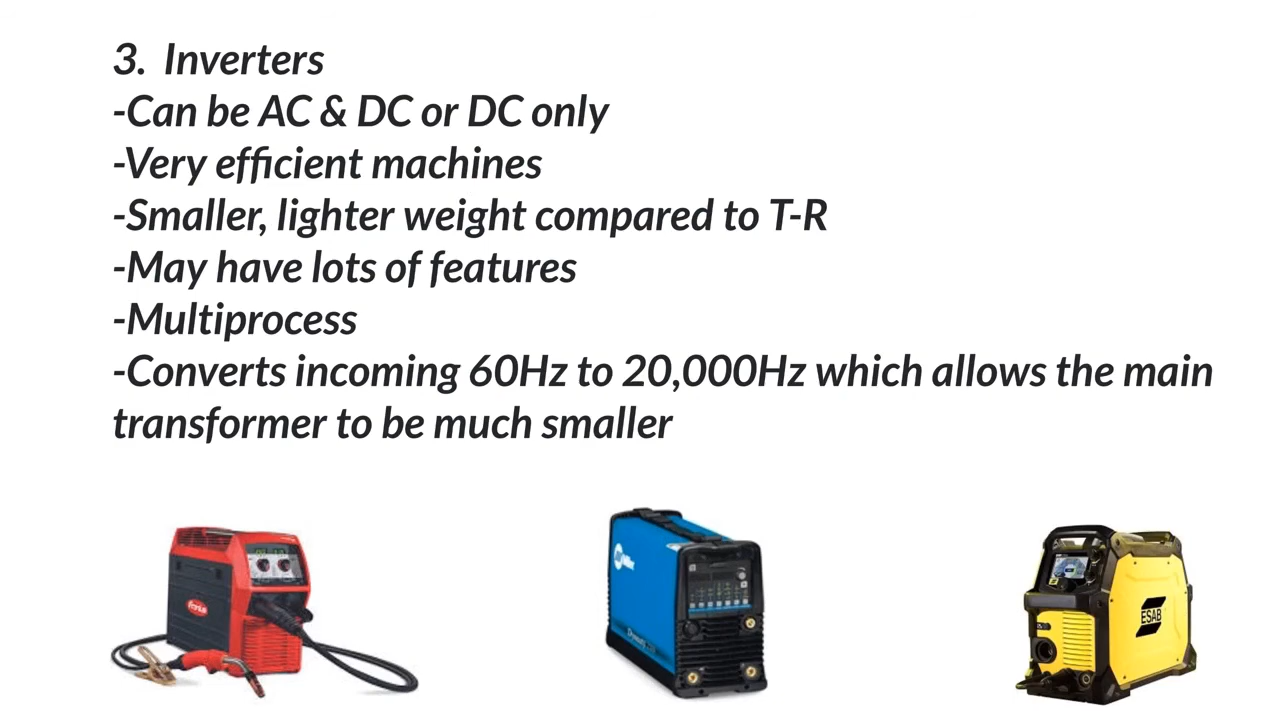 3. Inverters
-Can be AC & DC or DC only
-Very efficient machines
-Smaller, lighter weight compared to T-R
-May have lots of features
-Multiprocess
-Converts incoming 60Hz to 20,000Hz which allows the main
transformer to be much smaller
Miller
ESAB